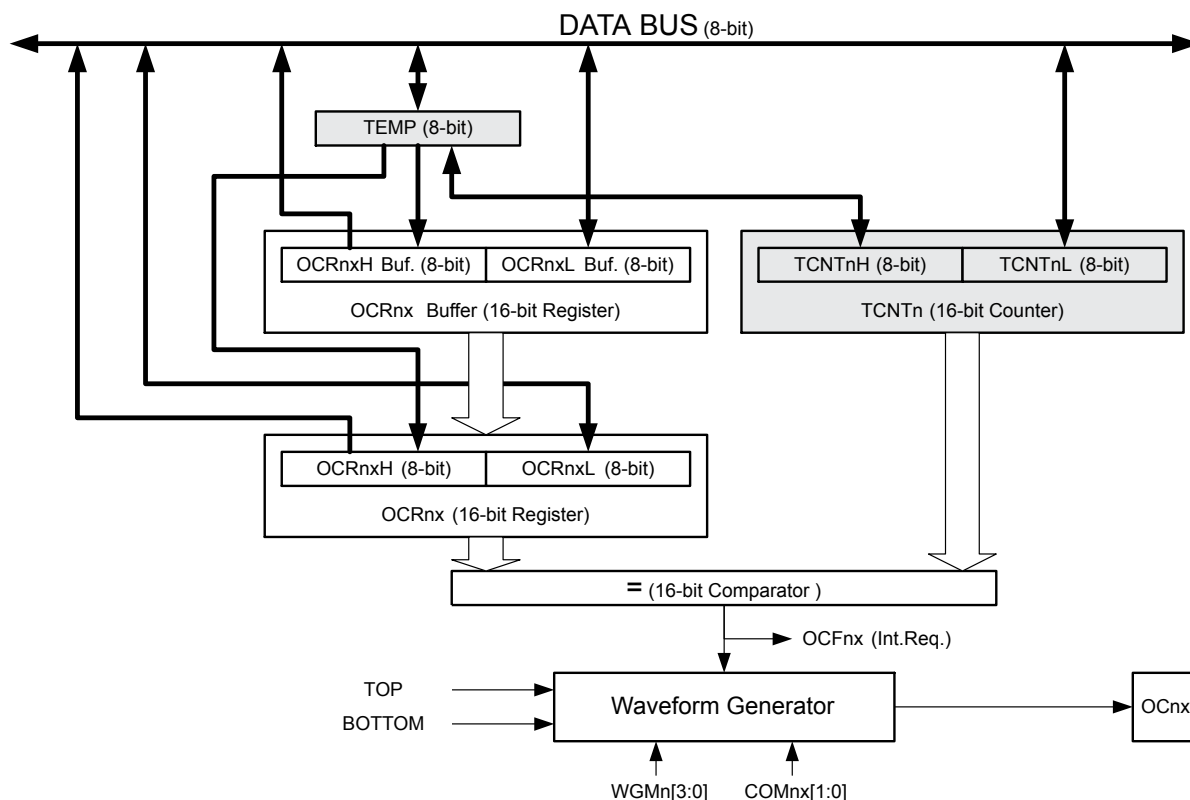 DATA BUS (8-bit)
TEMP (8-bit)
OCRnxH Buf. (8-bit)
OCRnxL Buf. (8-bit)
OCRnx Buffer (16-bit Register)
TCNTnH (8-bit)
TCNTnL (8-bit)
TCNTn (16-bit Counter)
OCRnxH (8-bit)
OCRnxL (8-bit)
OCRnx (16-bit Register)
= (16-bit Comparator )
OCFnx (Int.Req.)
TOP
BOTTOM
Waveform Generator
OCnx
WGMn[3:0]
COMnx[1:0]